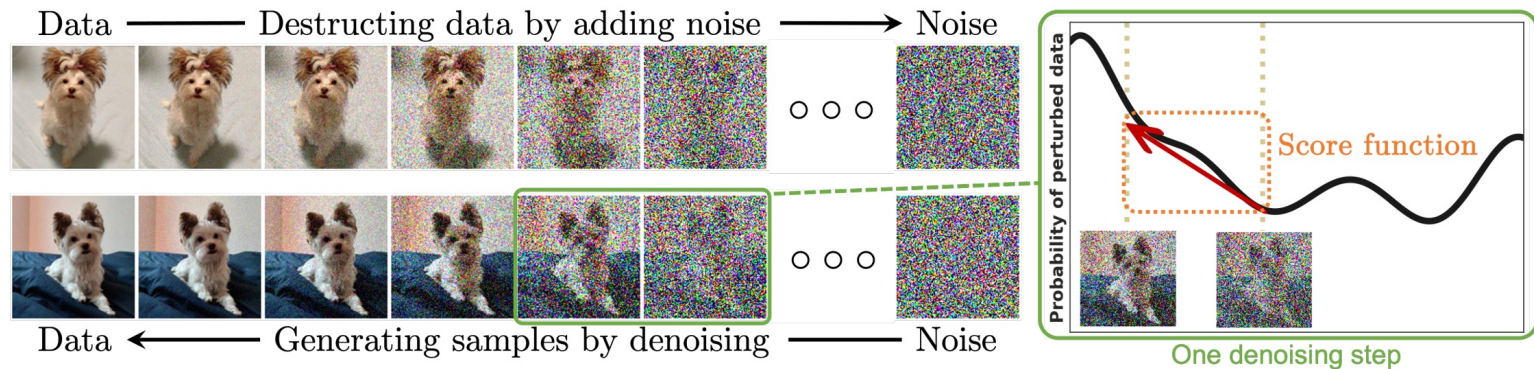 Data
Destructing data by adding noise
Noise
Data
Generating samples by denoising
Noise
Probability of perturbed data
Score function
One denoising step